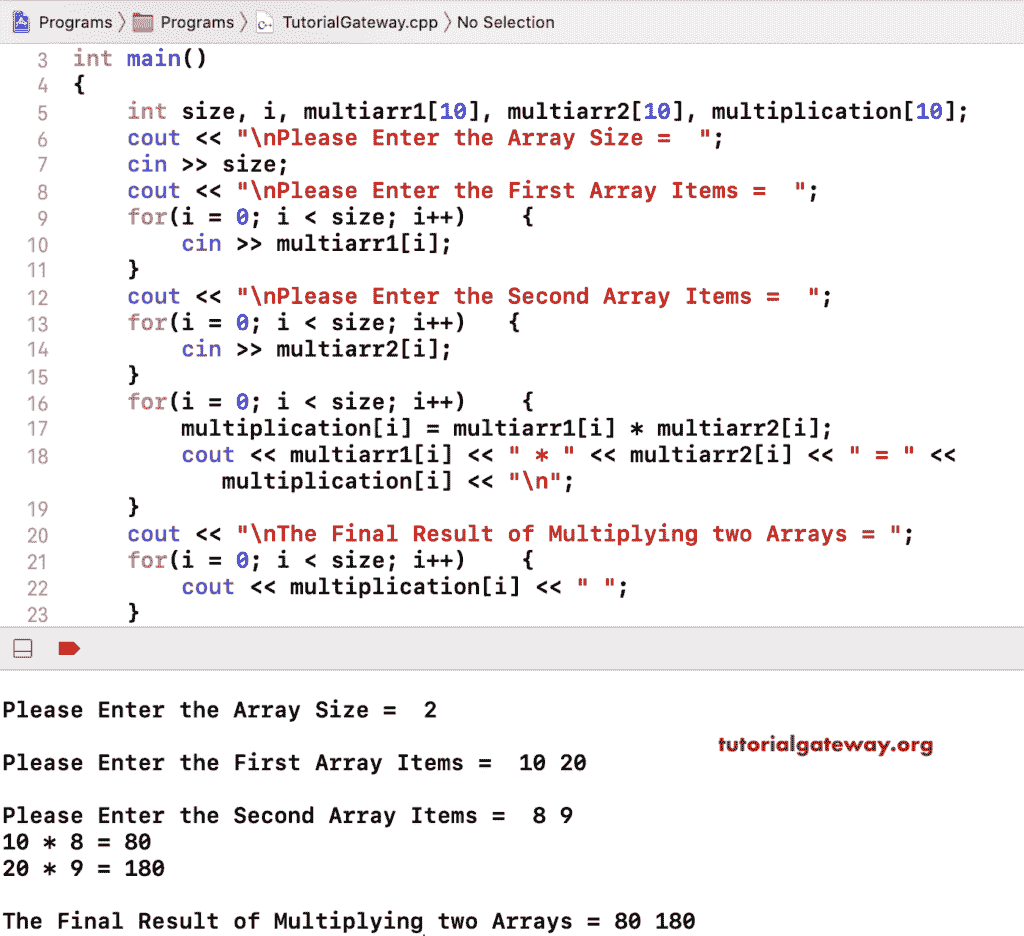 Programs > Programs > TutorialGateway.cpp > No Selection
3 int main()
4 {
5     int size, i, multiarr1[10], multiarr2[10], multiplication[10];
6     cout << "\nPlease Enter the Array Size =  ";
7     cin >> size;
8     cout << "\nPlease Enter the First Array Items =  ";
9     for(i = 0; i < size; i++)    {
10         cin >> multiarr1[i];
11     }
12     cout << "\nPlease Enter the Second Array Items =  ";
13     for(i = 0; i < size; i++)   {
14         cin >> multiarr2[i];
15     }
16     for(i = 0; i < size; i++)    {
17         multiplication[i] = multiarr1[i] * multiarr2[i];
18         cout << multiarr1[i] << " * " << multiarr2[i] << " = " <<
            multiplication[i] << "\n";
19     }
20     cout << "\nThe Final Result of Multiplying two Arrays = ";
21     for(i = 0; i < size; i++)    {
22         cout << multiplication[i] << " ";
23     }
Please Enter the Array Size =  2
tutorialgateway.org
Please Enter the First Array Items =  10 20
Please Enter the Second Array Items =  8 9
10 * 8 = 80
20 * 9 = 180
The Final Result of Multiplying two Arrays = 80 180